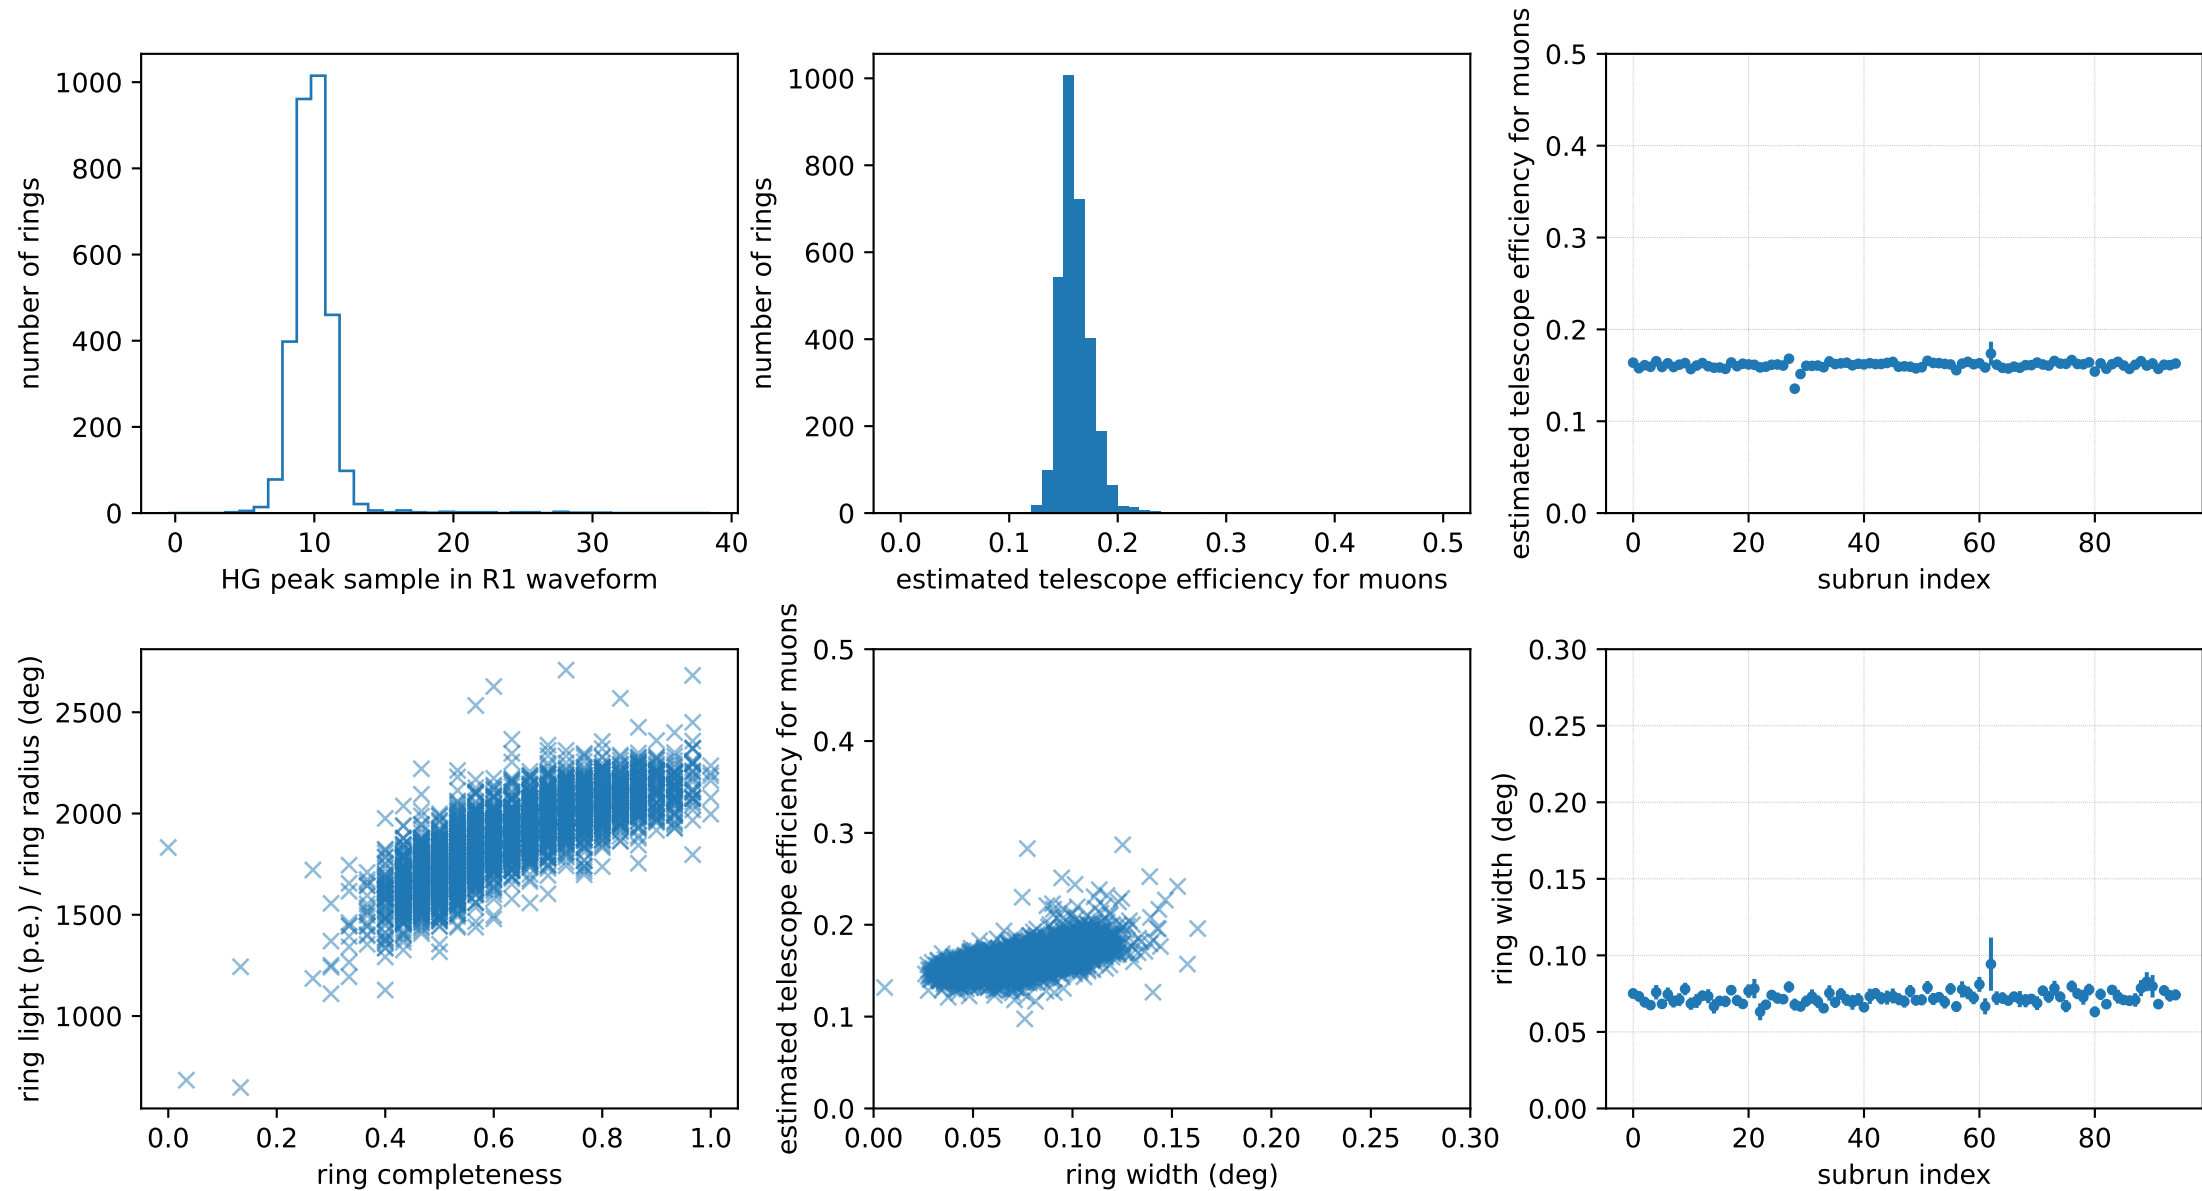 number of rings
1000
800
600
400
200
0
0 10 20 30 40
HG peak sample in R1 waveform
number of rings
1000
800
600
400
200
0
0.0 0.1 0.2 0.3 0.4 0.5
estimated telescope efficiency for muons
estimated telescope efficiency for muons
0.5
0.4
0.3
0.2
0.1
0.0
0 20 40 60 80
subrun index
ring light (p.e.) / ring radius (deg)
2500
2000
1500
1000
0.0 0.2 0.4 0.6 0.8 1.0
ring completeness
estimated telescope efficiency for muons
0.5
0.4
0.3
0.2
0.1
0.0
0.00 0.05 0.10 0.15 0.20 0.25 0.30
ring width (deg)
ring width (deg)
0.30
0.25
0.20
0.15
0.10
0.05
0.00
0 20 40 60 80
subrun index